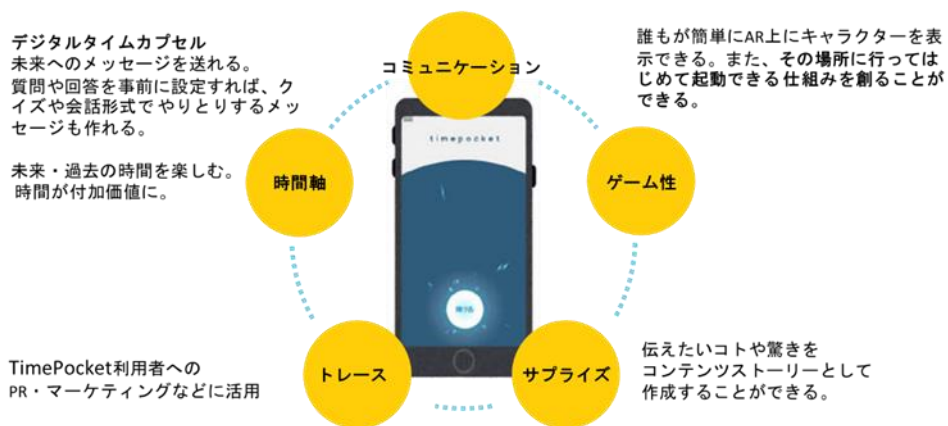 デジタルタイムカプセル
未来へのメッセージを送れる。
質問や回答を事前に設定すれば、ク
イズや会話形式でやりとりするメッ
セージも作れる。
未来・過去の時間を楽しむ。
時間が付加価値に。
コミュニケーション
誰もが簡単にAR上にキャラクターを表
示できる。また、その場所に行っては
じめて起動できる仕組みを創ることが
できる。
timepocket
時間軸
ゲーム性
TimePocket利用者への
PR・マーケティングなどに活用
トレース
サプライズ
伝えたいコトや驚きを
コンテンツストーリーとして
作成することができる。